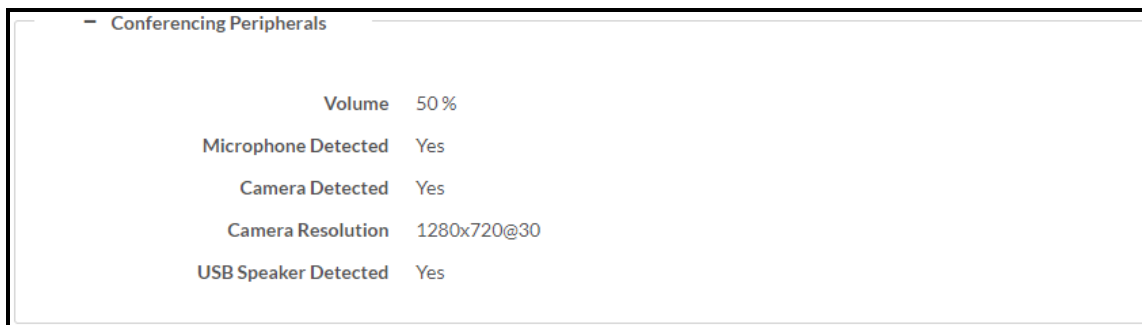 − Conferencing Peripherals
Volume 50 %
Microphone Detected Yes
Camera Detected Yes
Camera Resolution 1280x720@30
USB Speaker Detected Yes